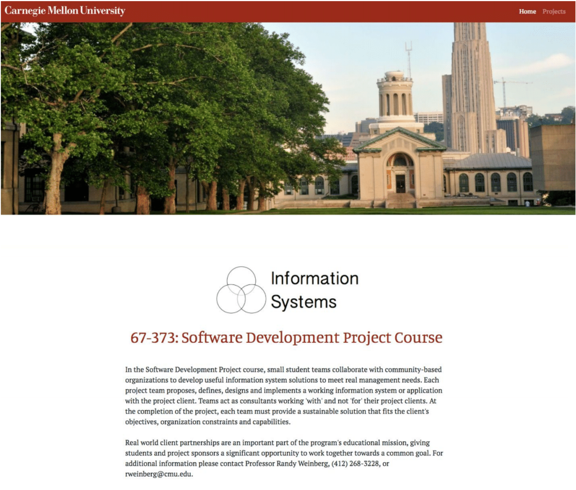 Carnegie Mellon University
Home Projects
Information
Systems
67-373: Software Development Project Course
In the Software Development Project course, small student teams collaborate with community-based
organizations to develop useful information system solutions to meet real management needs. Each
project team proposes, defines, designs and implements a working information system or application
with the project client. Teams act as consultants working 'with' and not 'for' their project clients. At
the completion of the project, each team must provide a sustainable solution that fits the client's
objectives, organization constraints and capabilities.
Real world client partnerships are an important part of the program's educational mission, giving
students and project sponsors a significant opportunity to work together towards a common goal. For
additional information please contact Professor Randy Weinberg, (412) 268-3228, or
rweinberg@cmu.edu.